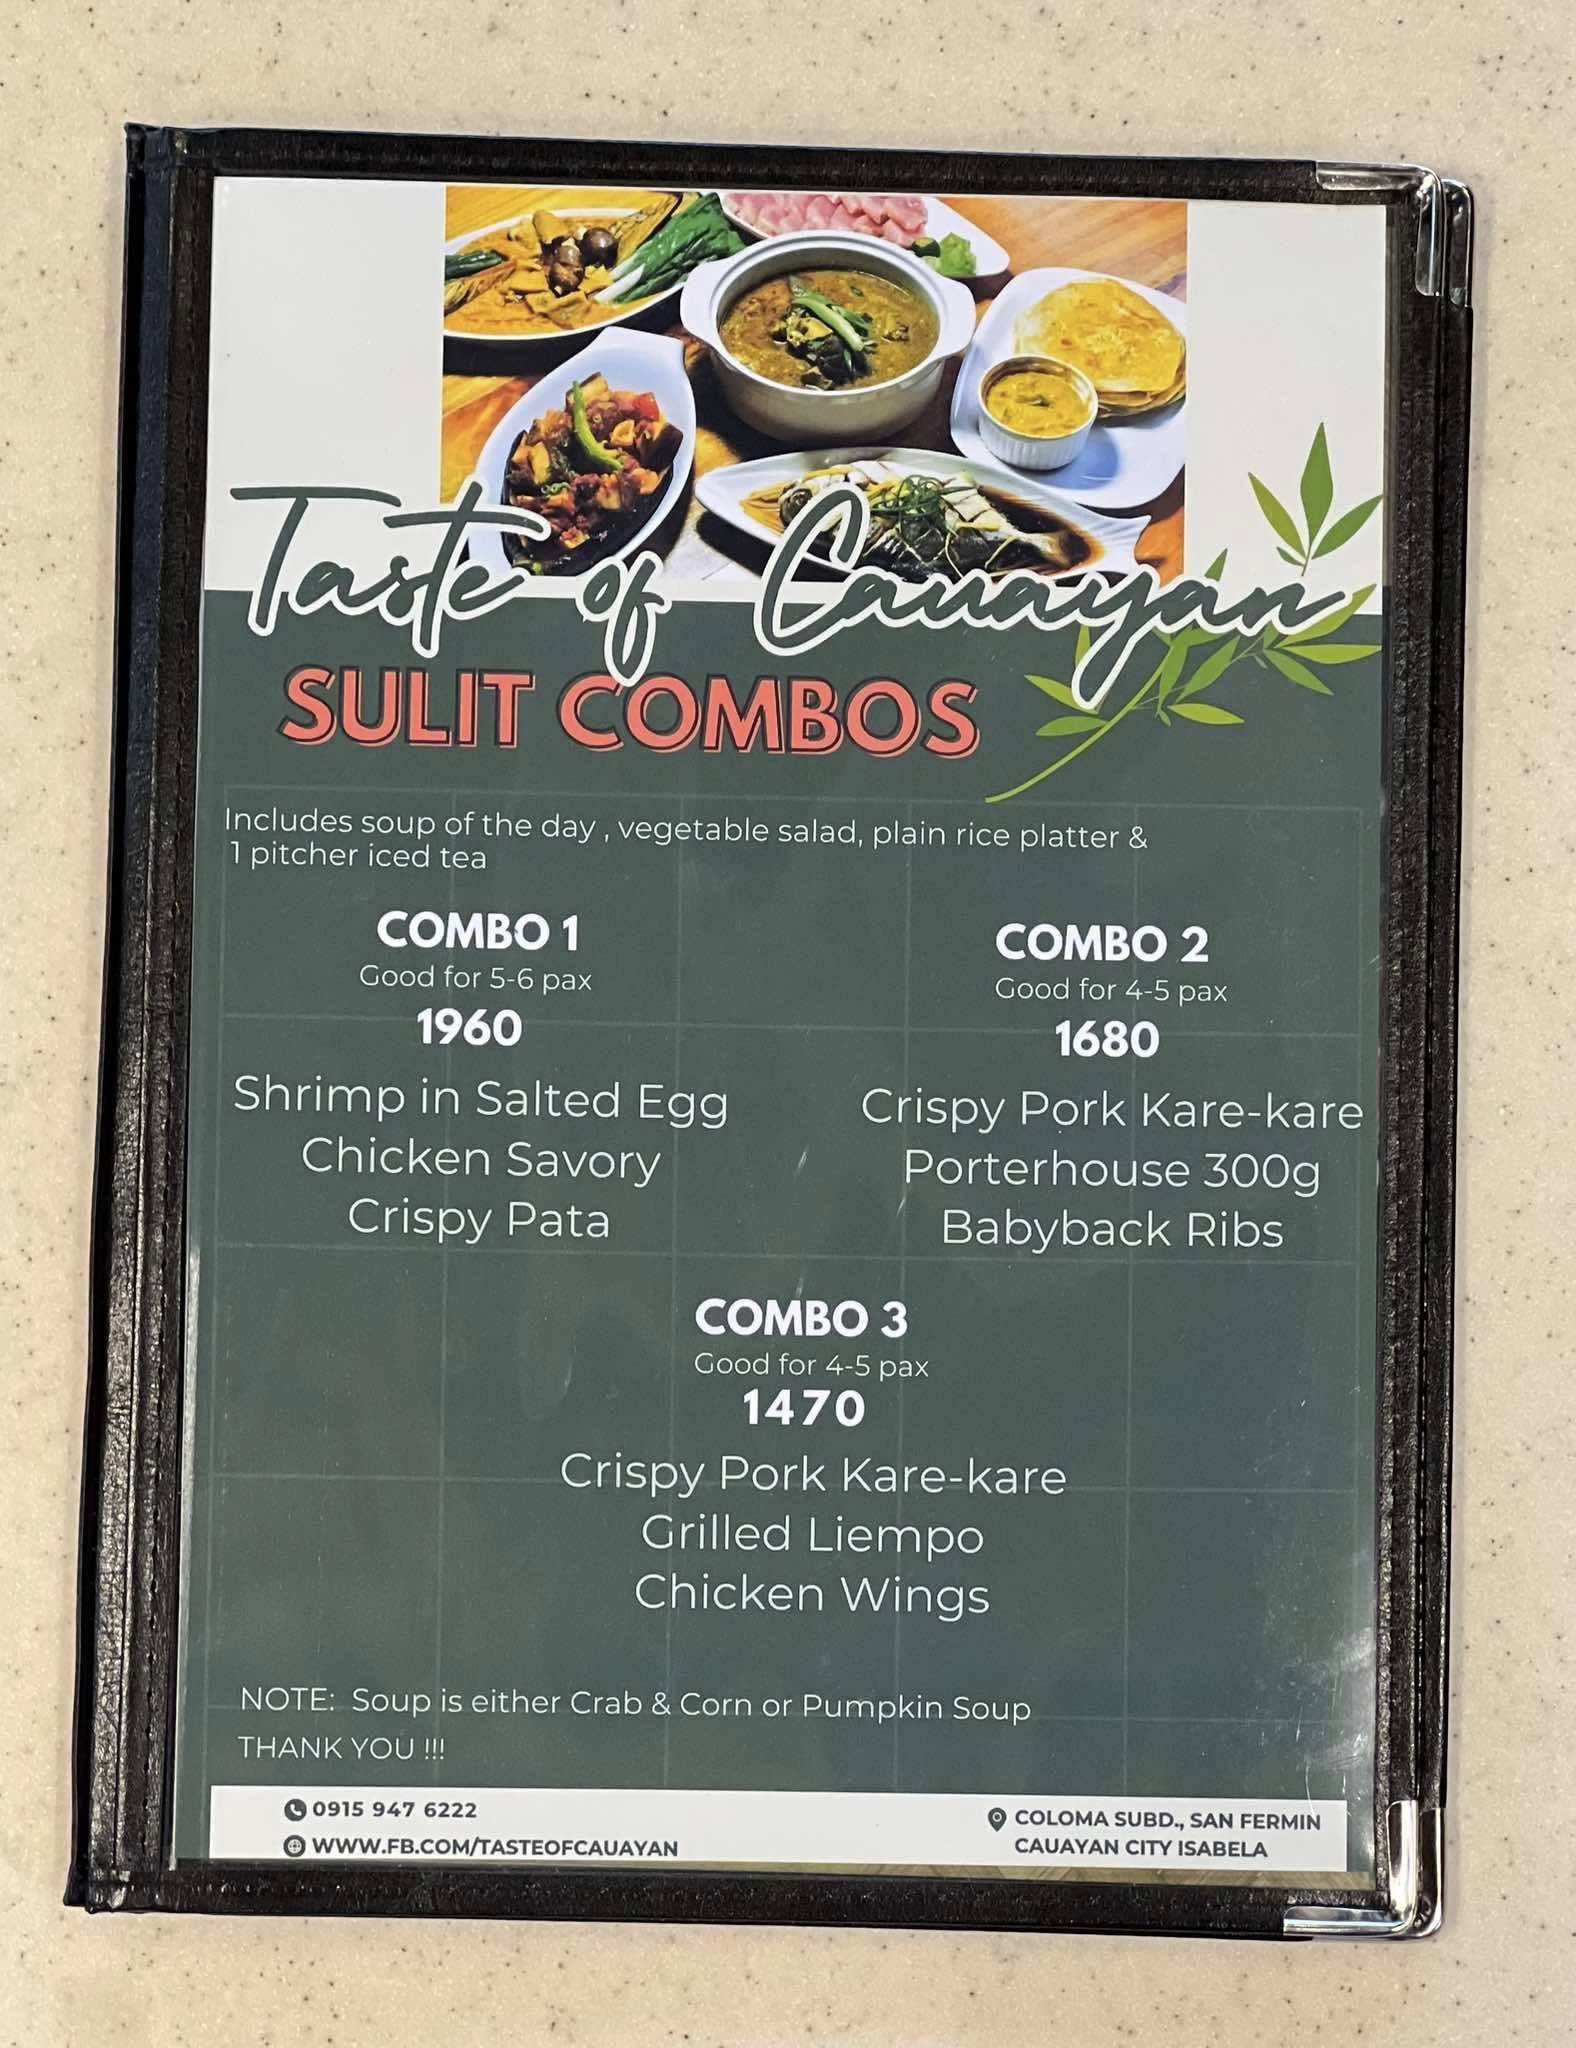 Taste of Cauayan
SULIT COMBOS
Includes soup of the day , vegetable salad, plain rice platter &
1 pitcher iced tea
COMBO 1
Good for 5-6 pax
1960
Shrimp in Salted Egg
Chicken Savory
Crispy Pata
COMBO 2
Good for 4-5 pax
1680
Crispy Pork Kare-kare
Porterhouse 300g
Babyback Ribs
COMBO 3
Good for 4-5 pax
1470
Crispy Pork Kare-kare
Grilled Liempo
Chicken Wings
NOTE: Soup is either Crab & Corn or Pumpkin Soup
THANK YOU !!!
0915 947 6222
WWW.FB.COM/TASTEOFCAUAYAN
COLOMA SUBD., SAN FERMIN
CAUAYAN CITY ISABELA